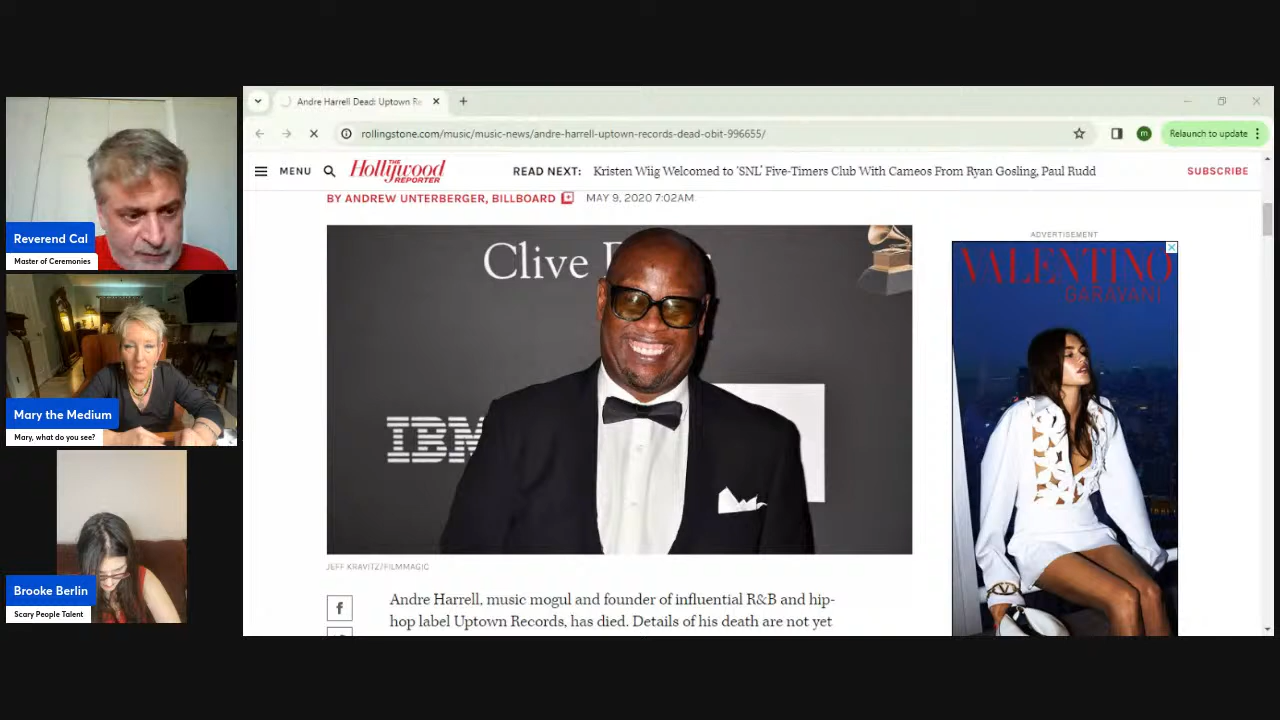 Reverend Cal
Master of Ceremonies
Mary the Medium
Mary, what do you see?
Brooke Berlin
Scary People Talent
Andre Harrell Dead: Uptown Re
rollingstone.com/music/music-news/andre-harrell-uptown-records-dead-obit-996655/
m
Relaunch to update
MENU
THE
Hollywood
REPORTER
READ NEXT: Kristen Wiig Welcomed to ‘SNL’ Five-Timers Club With Cameos From Ryan Gosling, Paul Rudd
SUBSCRIBE
BY ANDREW UNTERBERGER, BILLBOARD
MAY 9, 2020 7:02AM
Clive
IBM
JEFF KRAVITZ/FILMMAGIC
f
Andre Harrell, music mogul and founder of influential R&B and hip-
hop label Uptown Records, has died. Details of his death are not yet
ADVERTISEMENT
VALENTINO
GARAVANI